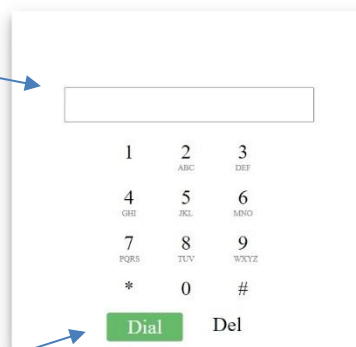 1 2 3
ABC DEF
4 5 6
GHI JKL MNO
7 8 9
PQRS TUV WXYZ
* 0 #
Dial Del